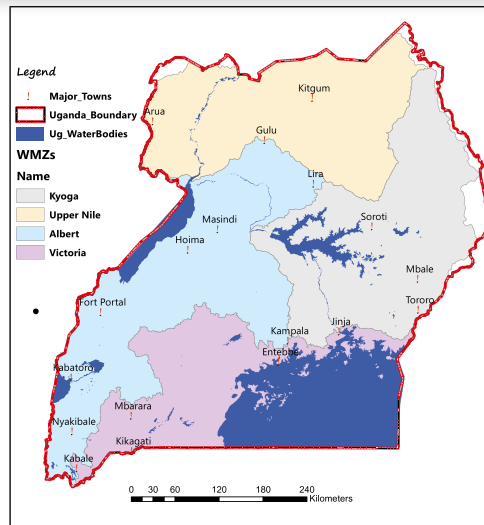 Legend
Major_Towns
Uganda_Boundary
Ug_WaterBodies
WMZs
Name
Kyoga
Upper Nile
Albert
Victoria
Kitgum
Arua
Gulu
Lira
Masindi
Soroti
Hoima
Mbale
Fort Portal
Tororo
Kampala
Jinja
Entebbe
Kabatoro
Mbarara
Nyakibale
Kikagati
Kabale
0 30 60 120 180 240
Kilometers